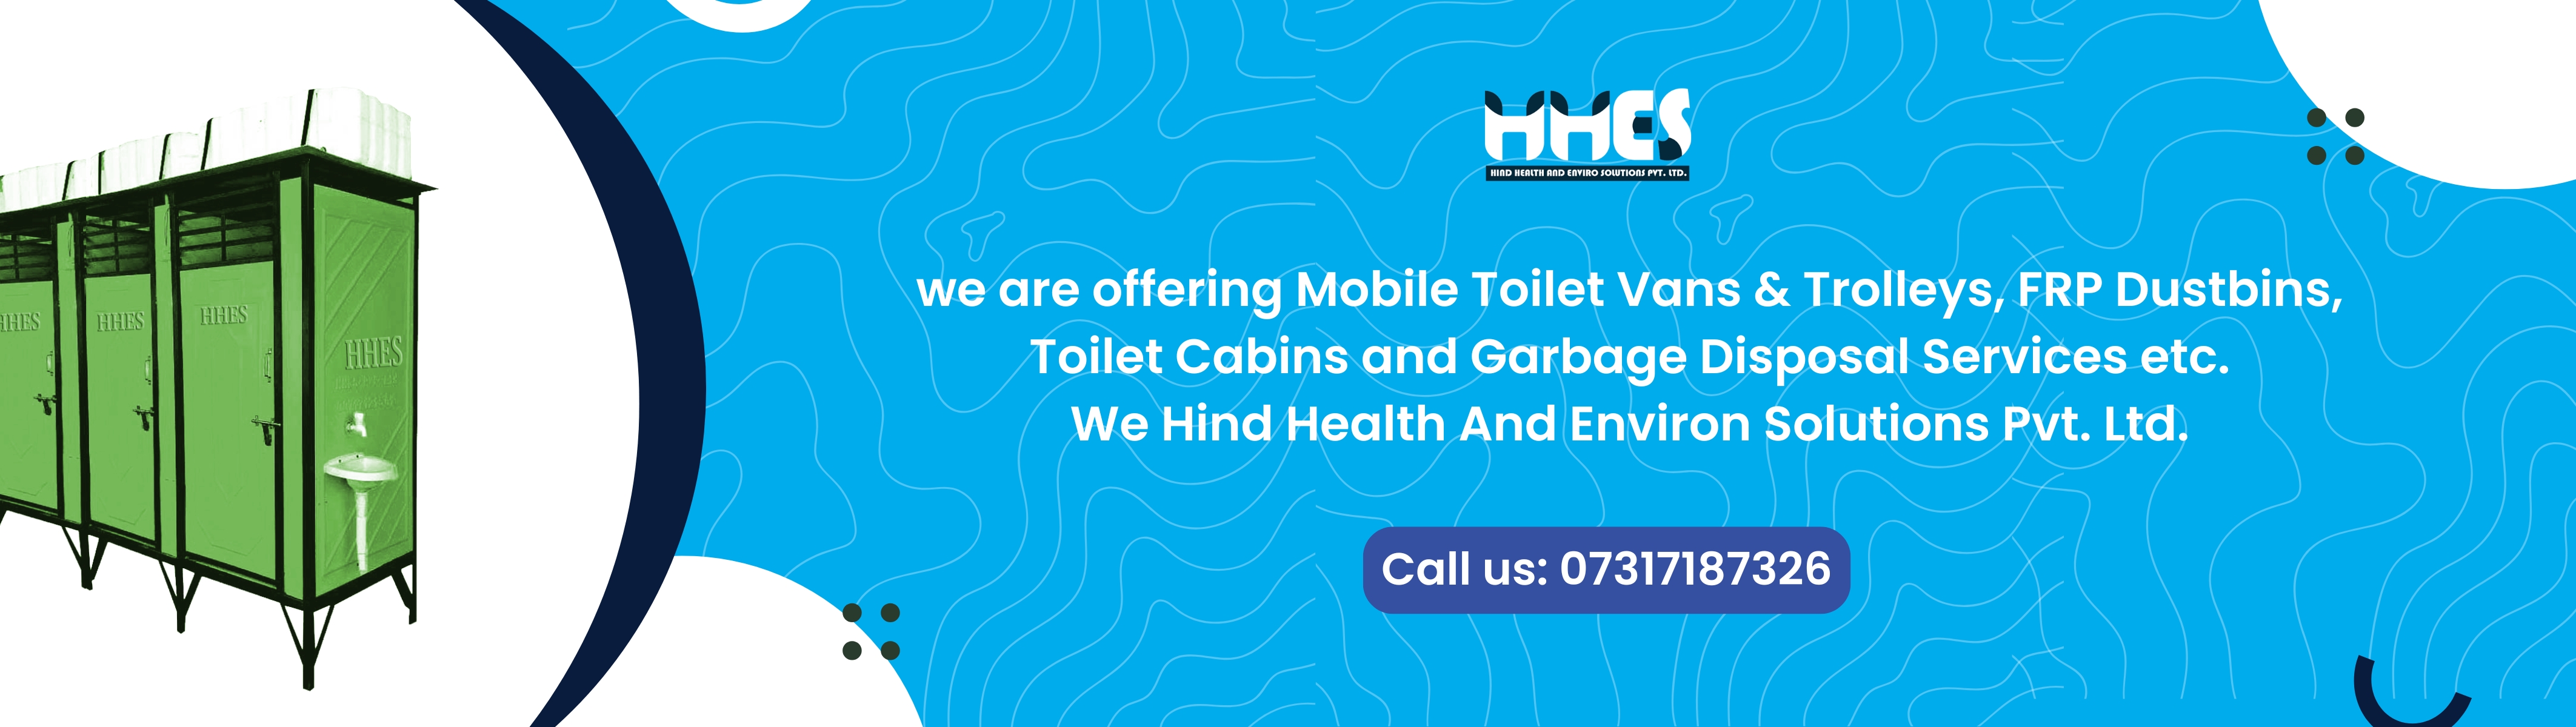 HHES
HIND HEALTH AND ENVIRO SOLUTIONS PVT. LTD.
we are offering Mobile Toilet Vans & Trolleys, FRP Dustbins,
Toilet Cabins and Garbage Disposal Services etc.
We Hind Health And Environ Solutions Pvt. Ltd.
Call us: 07317187326
HHES
HHES
HHES
HHES